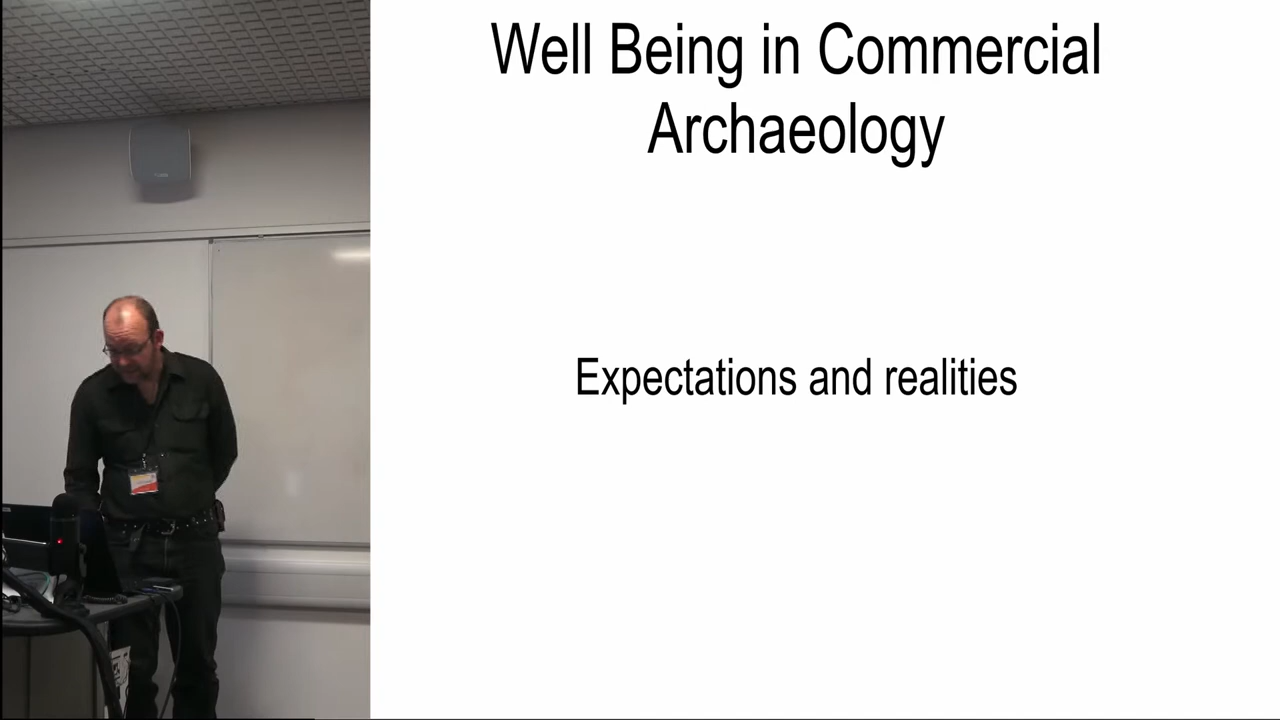 Well Being in Commercial
Archaeology
Expectations and realities